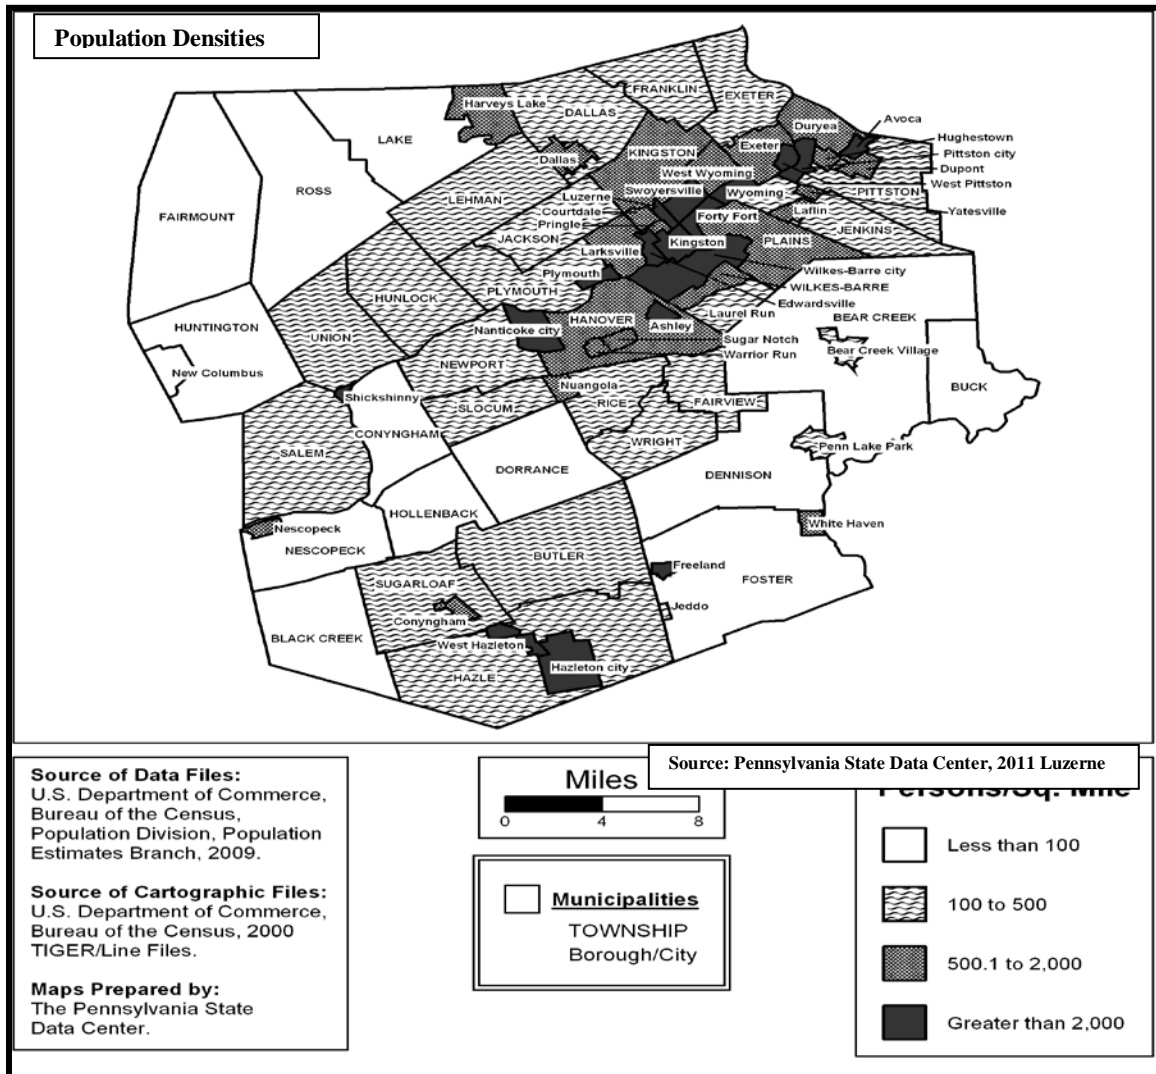 Population Densities
FRANKLIN
EXETER
Harveys Lake
DALLAS
Avoca
Duryea
LAKE
Hughestown
KINGSTON
Exeter
Pittston city
Dallas
Dupont
West Wyoming
ROSS
West Pittston
Swoyersville
Wyoming
PITTSTON
LEHMAN
Luzerne
Courtdale
Laflin
Yatesville
FAIRMOUNT
Forty Fort
Pringle
JENKINS
JACKSON
Kingston
PLAINS
Larksville
Wilkes-Barre city
Plymouth
WILKES-BARRE
PLYMOUTH
HUNLOCK
Edwardsville
Laurel Run
HUNTINGTON
HANOVER
BEAR CREEK
Nanticoke city
Ashley
UNION
Sugar Notch
Bear Creek Village
Warrior Run
NEWPORT
New Columbus
Nuangola
BUCK
Shickshinny
RICE
FAIRVIEW
SLOCUM
CONYNGHAM
WRIGHT
Penn Lake Park
SALEM
DORRANCE
DENNISON
HOLLENBACK
White Haven
Nescopeck
NESCOPECK
BUTLER
Freeland
FOSTER
SUGARLOAF
Jeddo
Conyngham
BLACK CREEK
West Hazleton
Hazleton city
HAZLE
Source: Pennsylvania State Data Center, 2011 Luzerne
Source of Data Files:
U.S. Department of Commerce,
Bureau of the Census,
Population Division, Population
Estimates Branch, 2009.
Source of Cartographic Files:
U.S. Department of Commerce,
Bureau of the Census, 2000
TIGER/Line Files.
Maps Prepared by:
The Pennsylvania State
Data Center.
Miles
0 4 8
Municipalities
TOWNSHIP
Borough/City
Persons/Sq. Mile
Less than 100
100 to 500
500.1 to 2,000
Greater than 2,000